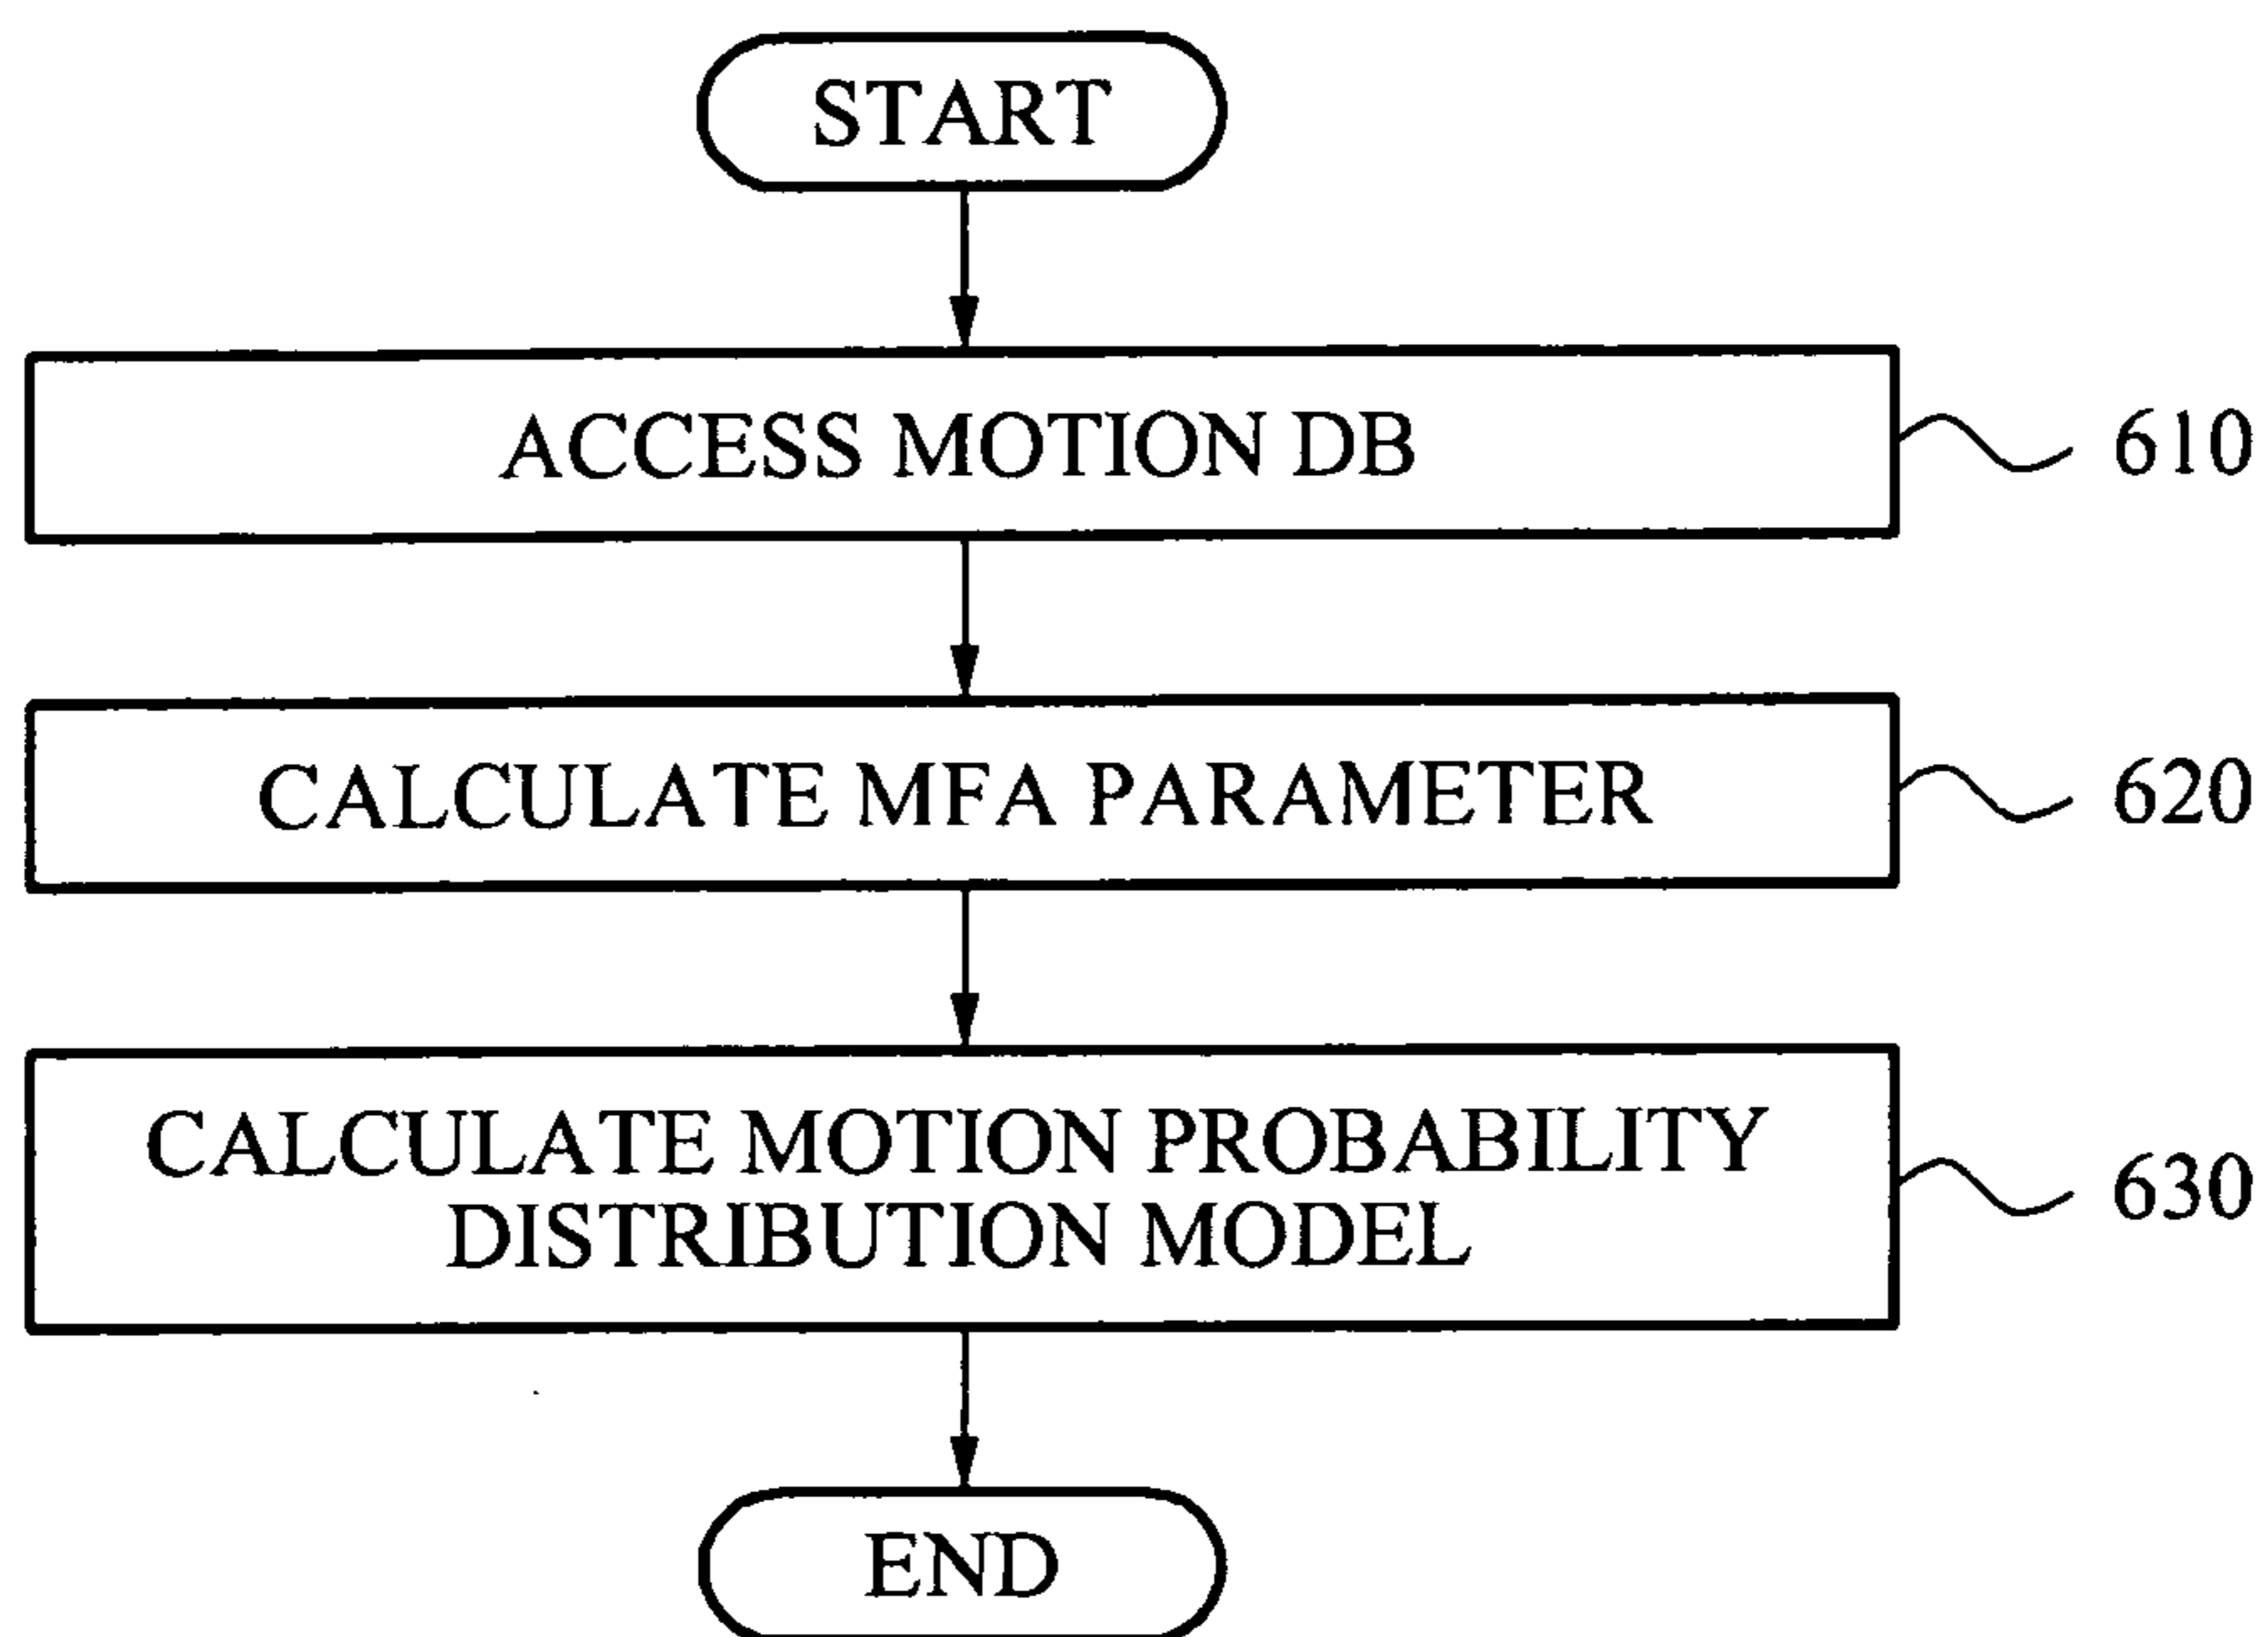 START
ACCESS MOTION DB
610
CALCULATE MFA PARAMETER
620
CALCULATE MOTION PROBABILITY
DISTRIBUTION MODEL
630
END